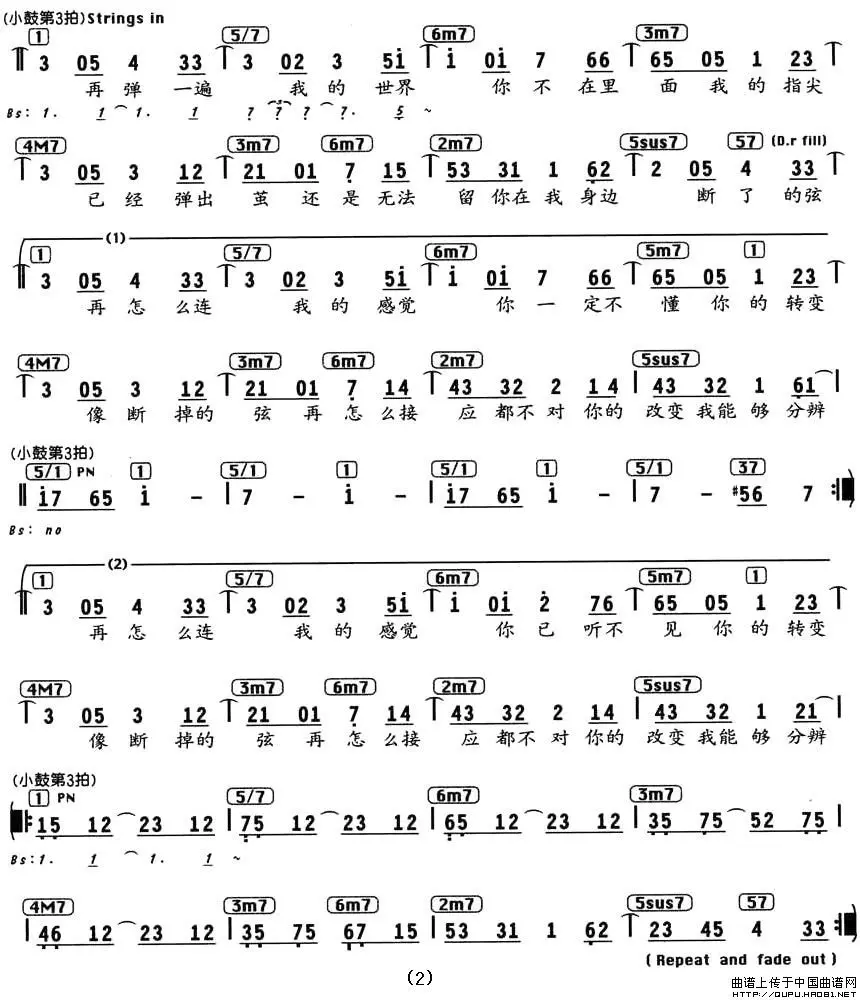 (小鼓第3拍)Strings in
1 5/7 6m7 3m7
3 05 4 33 3 02 3 5i i 0i 7 66 65 05 1 23
再 弹 一遍 我 的 世界 你 不 在里 面 我 的 指尖
Bs: 1. 1 1. 1 7 7 7 7. 5 ~
4M7 3m7 6m7 2m7 5sus7 57 (D.r fill)
3 05 3 12 21 01 7 15 53 31 1 62 2 05 4 33
已 经 弹出 茧 还 是 无法 留 你在 我 身边 断 了 的弦
(1)
1 5/7 6m7 5m7 1
3 05 4 33 3 02 3 5i i 0i 7 66 65 05 1 23
再 怎 么连 我 的 感觉 你 一 定不 懂 你 的 转变
4M7 3m7 6m7 2m7 5sus7
3 05 3 12 21 01 7 14 43 32 2 14 43 32 1 61
像 断 掉的 弦 再 怎 么接 应 都不 对 你的 改变 我能 够 分辨
(小鼓第3拍)
5/1 PN 1 5/1 1 5/1 1 5/1 37
‖ i7 65 i – | 7 – i – | i7 65 i – | 7 – #56 7 :‖
Bs: no
(2)
1 5/7 6m7 5m7 1
3 05 4 33 3 02 3 5i i 0i 2 76 65 05 1 23
再 怎 么连 我 的 感觉 你 已 听不 见 你 的 转变
4M7 3m7 6m7 2m7 5sus7
3 05 3 12 21 01 7 14 43 32 2 14 | 43 32 1 21 |
像 断 掉的 弦 再 怎 么接 应 都不 对 你的 改变 我能 够 分辨
(小鼓第3拍)
1 PN 5/7 6m7 3m7
‖: 15 12 23 12 | 75 12 23 12 | 65 12 23 12 | 35 75 52 75 |
Bs:1. 1 1. 1 ~
4M7 3m7 6m7 2m7 5sus7 57
| 46 12 23 12 | 35 75 67 15 | 53 31 1 62 23 45 4 33 :‖
(Repeat and fade out)
(2)
曲谱上传于中国曲谱网
HTTP://QUPU.HAO81.NET